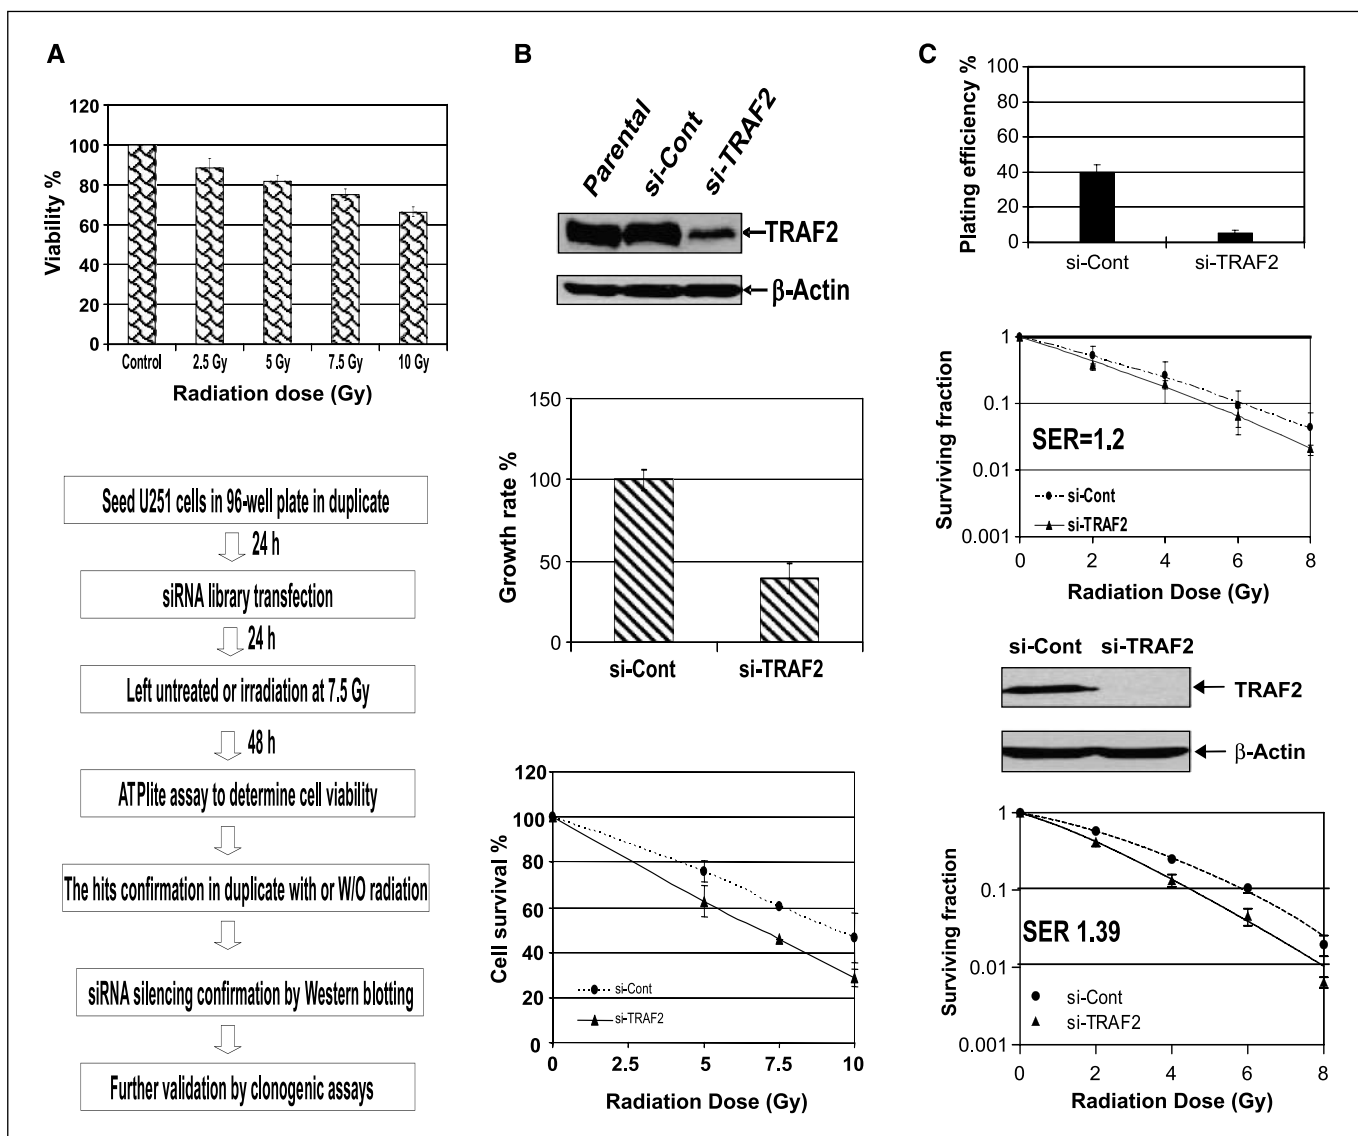 A
120
100
80
60
40
20
0
Viability %
Control 2.5 Gy 5 Gy 7.5 Gy 10 Gy
Radiation dose (Gy)
Seed U251 cells in 96-well plate in duplicate
24 h
siRNA library transfection
24 h
Left untreated or irradiation at 7.5 Gy
48 h
ATPlite assay to determine cell viability
The hits confirmation in duplicate with or W/O radiation
siRNA silencing confirmation by Western blotting
Further validation by clonogenic assays
B
Parental
si-Cont
si-TRAF2
TRAF2
β-Actin
150
100
50
0
Growth rate %
si-Cont si-TRAF2
100
80
60
40
20
0
Cell survival %
si-Cont
si-TRAF2
0 2.5 5 7.5 10
Radiation Dose (Gy)
C
100
80
60
40
20
0
Plating efficiency %
si-Cont si-TRAF2
1
0.1
0.01
0.001
Surviving fraction
SER=1.2
si-Cont
si-TRAF2
0 2 4 6 8
Radiation Dose (Gy)
si-Cont si-TRAF2
TRAF2
β-Actin
1
0.1
0.01
0.001
Surviving fraction
SER 1.39
si-Cont
si-TRAF2
0 2 4 6 8
Radiation Dose (Gy)